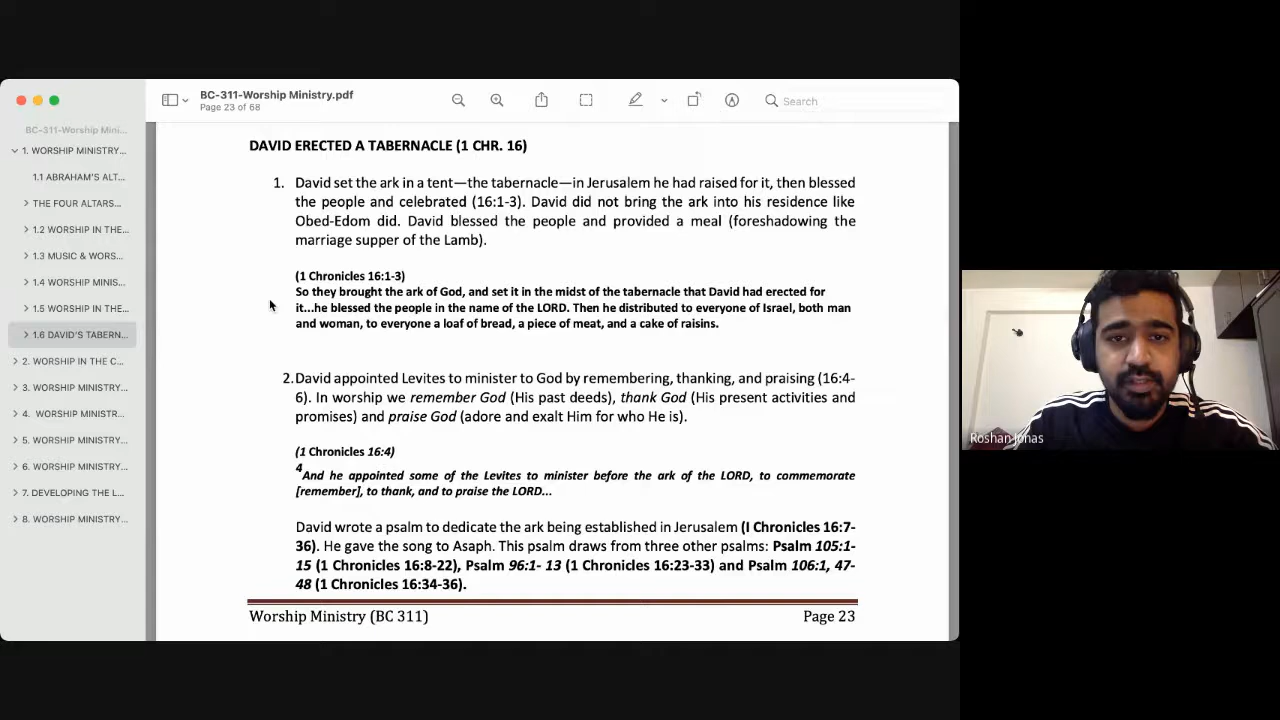 BC-311-Worship Ministry.pdf
Page 23 of 68
Search
BC-311-Worship Mini...
1. WORSHIP MINISTRY...
1.1 ABRAHAM'S ALT...
THE FOUR ALTARS...
1.2 WORSHIP IN THE...
1.3 MUSIC & WORS...
1.4 WORSHIP MINIS...
1.5 WORSHIP IN THE...
1.6 DAVID'S TABERN...
2. WORSHIP IN THE C...
3. WORSHIP MINISTRY...
4. WORSHIP MINISTR...
5. WORSHIP MINISTRY...
6. WORSHIP MINISTRY...
7. DEVELOPING THE L...
8. WORSHIP MINISTRY...
DAVID ERECTED A TABERNACLE (1 CHR. 16)
1. David set the ark in a tent—the tabernacle—in Jerusalem he had raised for it, then blessed
the people and celebrated (16:1-3). David did not bring the ark into his residence like
Obed-Edom did. David blessed the people and provided a meal (foreshadowing the
marriage supper of the Lamb).
(1 Chronicles 16:1-3)
So they brought the ark of God, and set it in the midst of the tabernacle that David had erected for
it...he blessed the people in the name of the LORD. Then he distributed to everyone of Israel, both man
and woman, to everyone a loaf of bread, a piece of meat, and a cake of raisins.
2. David appointed Levites to minister to God by remembering, thanking, and praising (16:4-
6). In worship we remember God (His past deeds), thank God (His present activities and
promises) and praise God (adore and exalt Him for who He is).
(1 Chronicles 16:4)
4 And he appointed some of the Levites to minister before the ark of the LORD, to commemorate
[remember], to thank, and to praise the LORD...
David wrote a psalm to dedicate the ark being established in Jerusalem (I Chronicles 16:7-
36). He gave the song to Asaph. This psalm draws from three other psalms: Psalm 105:1-
15 (1 Chronicles 16:8-22), Psalm 96:1- 13 (1 Chronicles 16:23-33) and Psalm 106:1, 47-
48 (1 Chronicles 16:34-36).
Worship Ministry (BC 311)
Page 23
Roshan Jonas